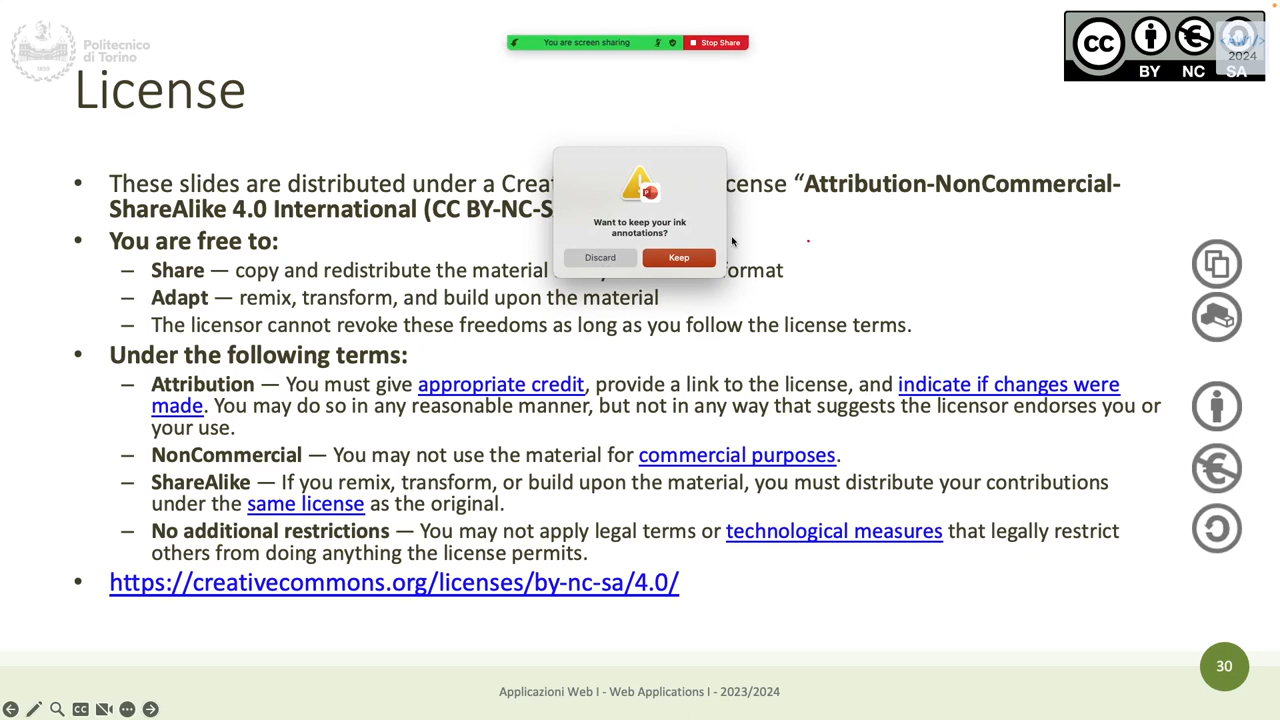 Politecnico
di Torino
1859
You are screen sharing
Stop Share
cc
BY NC SA
<AW1/>
2024
License
• These slides are distributed under a Creat
cense “Attribution-NonCommercial-
ShareAlike 4.0 International (CC BY-NC-S
Want to keep your ink
annotations?
Discard
Keep
• You are free to:
– Share — copy and redistribute the material
ormat
– Adapt — remix, transform, and build upon the material
– The licensor cannot revoke these freedoms as long as you follow the license terms.
• Under the following terms:
– Attribution — You must give appropriate credit, provide a link to the license, and indicate if changes were
made. You may do so in any reasonable manner, but not in any way that suggests the licensor endorses you or
your use.
– NonCommercial — You may not use the material for commercial purposes.
– ShareAlike — If you remix, transform, or build upon the material, you must distribute your contributions
under the same license as the original.
– No additional restrictions — You may not apply legal terms or technological measures that legally restrict
others from doing anything the license permits.
• https://creativecommons.org/licenses/by-nc-sa/4.0/
30
Applicazioni Web I - Web Applications I - 2023/2024
CC